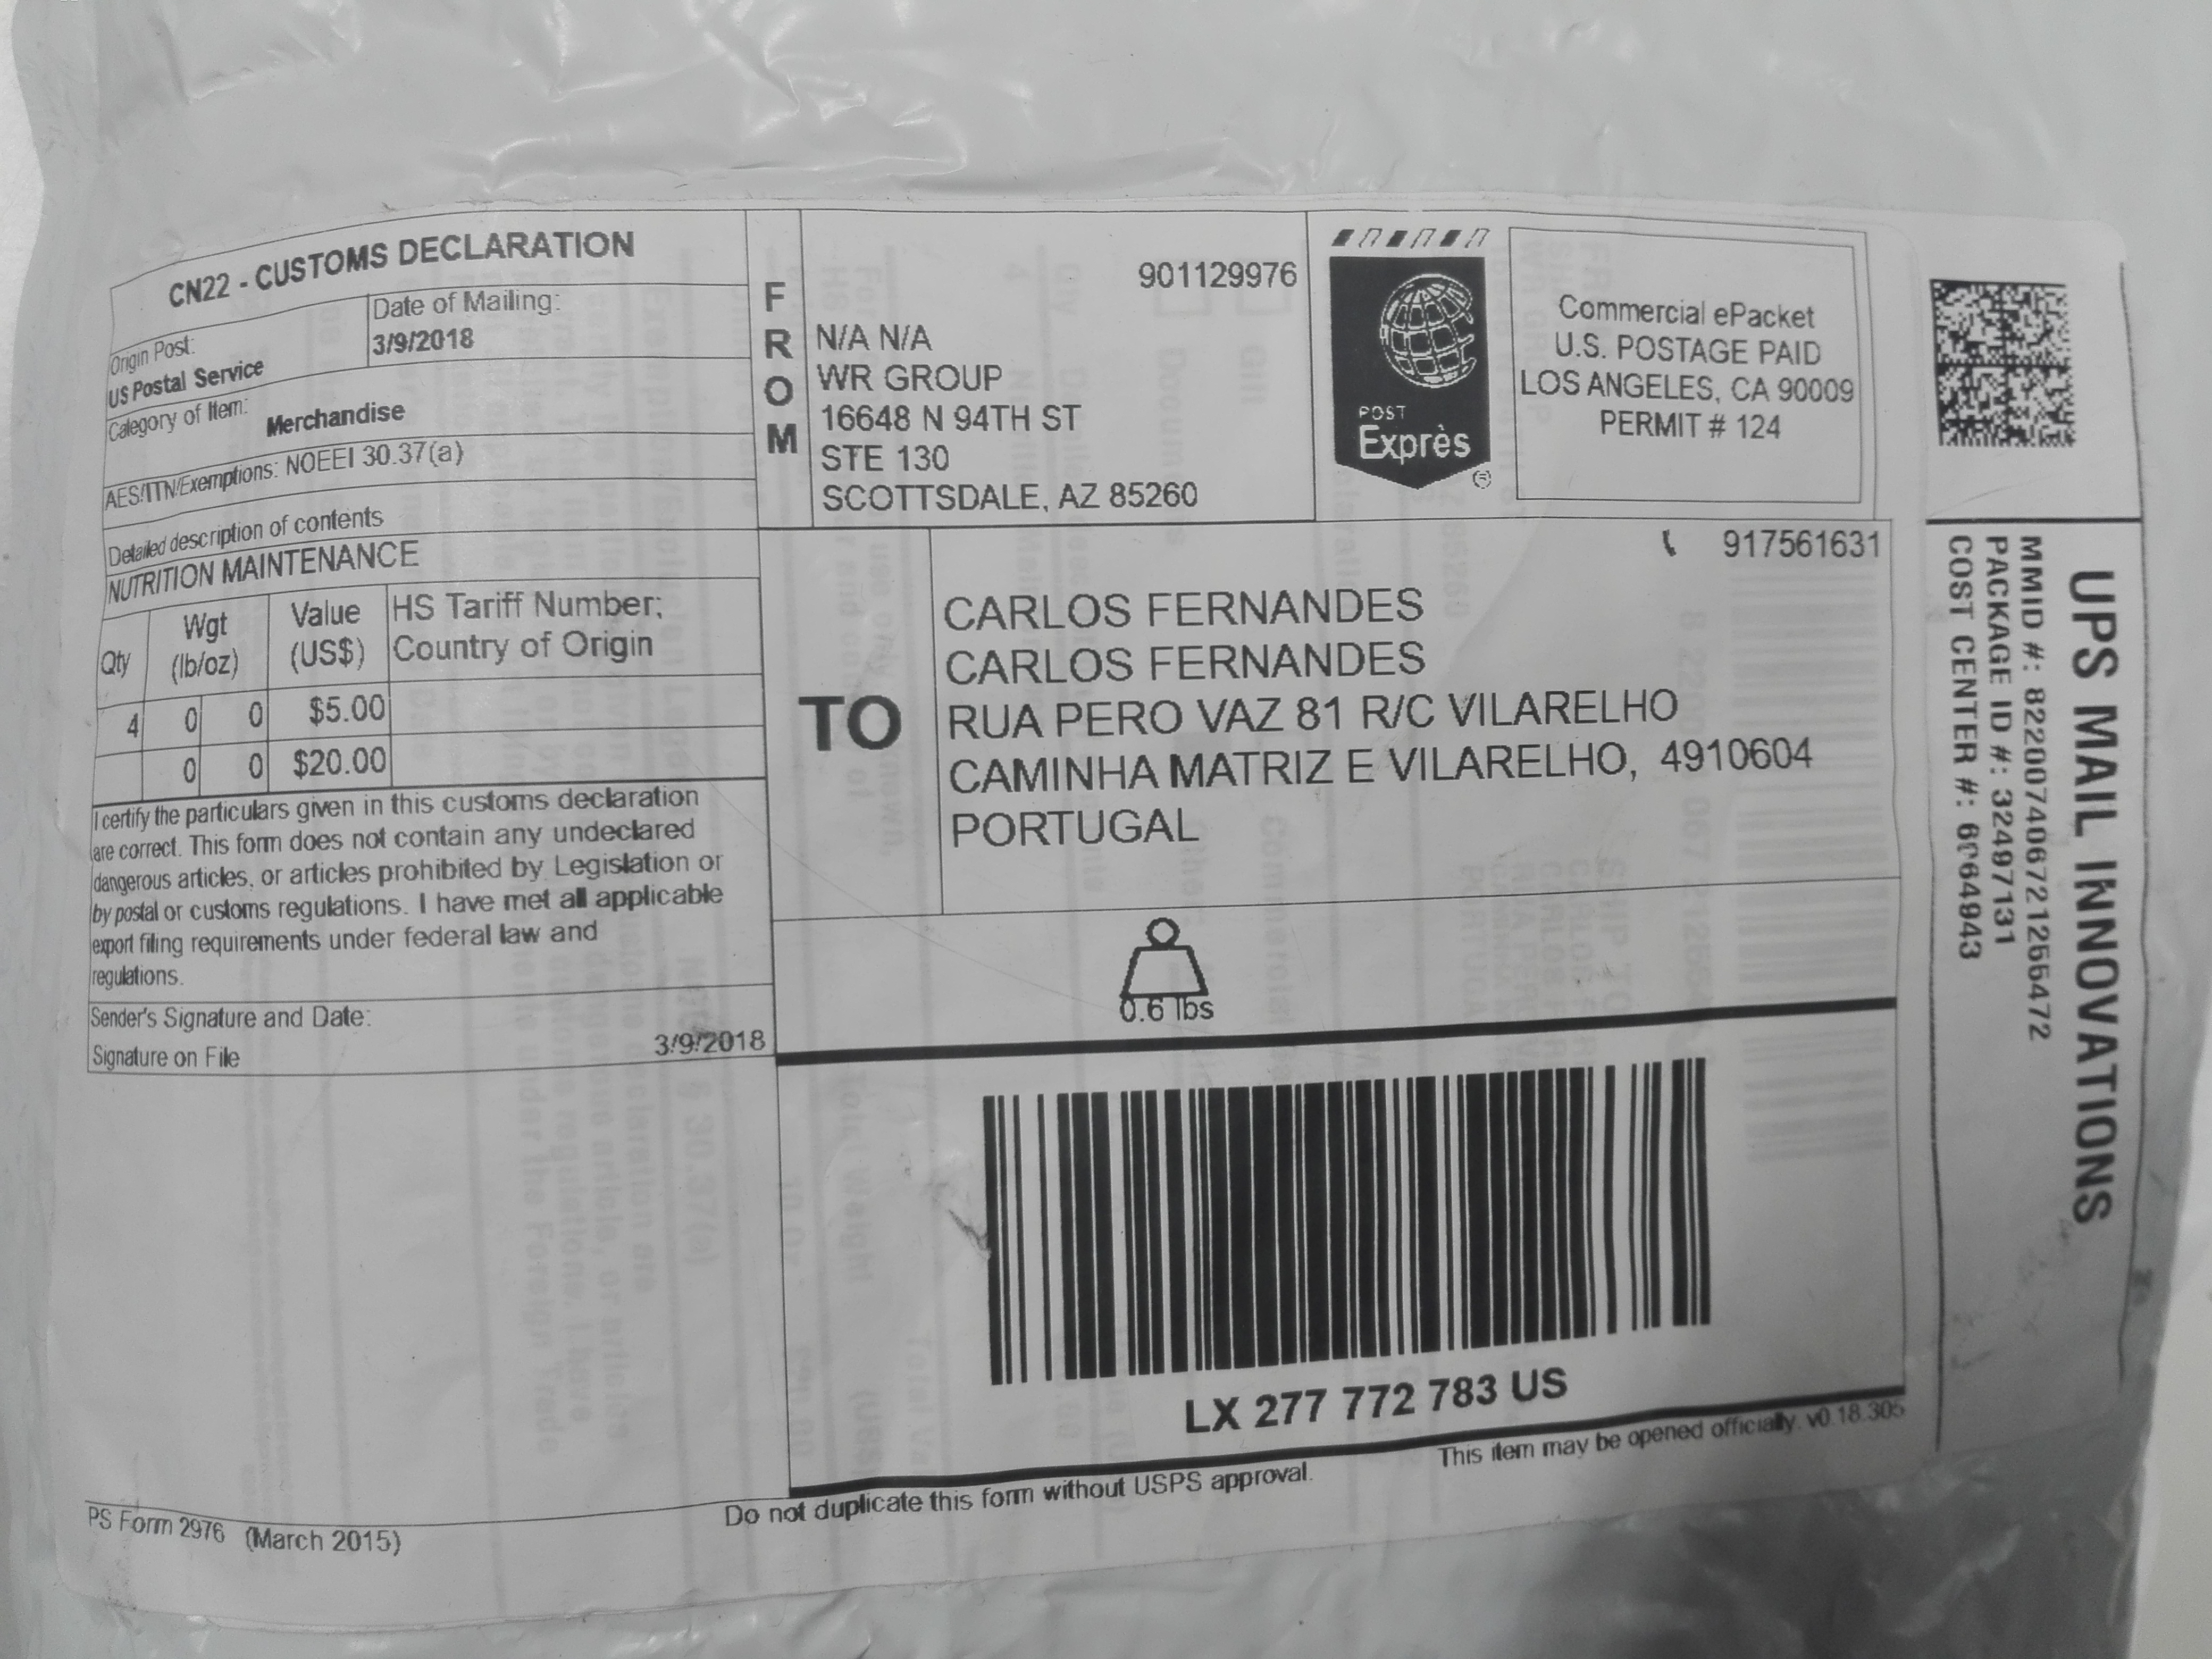 CN22 - CUSTOMS DECLARATION
Origin Post:
US Postal Service
Date of Mailing:
3/9/2018
Category of Item:
Merchandise
AES/ITN/Exemptions: NOEEI 30.37(a)
Detailed description of contents
NUTRITION MAINTENANCE
Qty
Wgt
(lb/oz)
Value
(US$)
HS Tariff Number;
Country of Origin
4 0 0 $5.00
0 0 $20.00
I certify the particulars given in this customs declaration
are correct. This form does not contain any undeclared
dangerous articles, or articles prohibited by Legislation or
by postal or customs regulations. I have met all applicable
export filing requirements under federal law and
regulations.
Sender's Signature and Date:
Signature on File 3/9/2018
PS Form 2976 (March 2015)
FROM
901129976
N/A N/A
WR GROUP
16648 N 94TH ST
STE 130
SCOTTSDALE, AZ 85260
POST
Exprès
®
Commercial ePacket
U.S. POSTAGE PAID
LOS ANGELES, CA 90009
PERMIT # 124
TO
917561631
CARLOS FERNANDES
CARLOS FERNANDES
RUA PERO VAZ 81 R/C VILARELHO
CAMINHA MATRIZ E VILARELHO, 4910604
PORTUGAL
0.6 lbs
LX 277 772 783 US
Do not duplicate this form without USPS approval.
This item may be opened officially. v0.18.305
UPS MAIL INNOVATIONS
MMID #: 822007406721255472
PACKAGE ID #: 32497131
COST CENTER #: 6064943